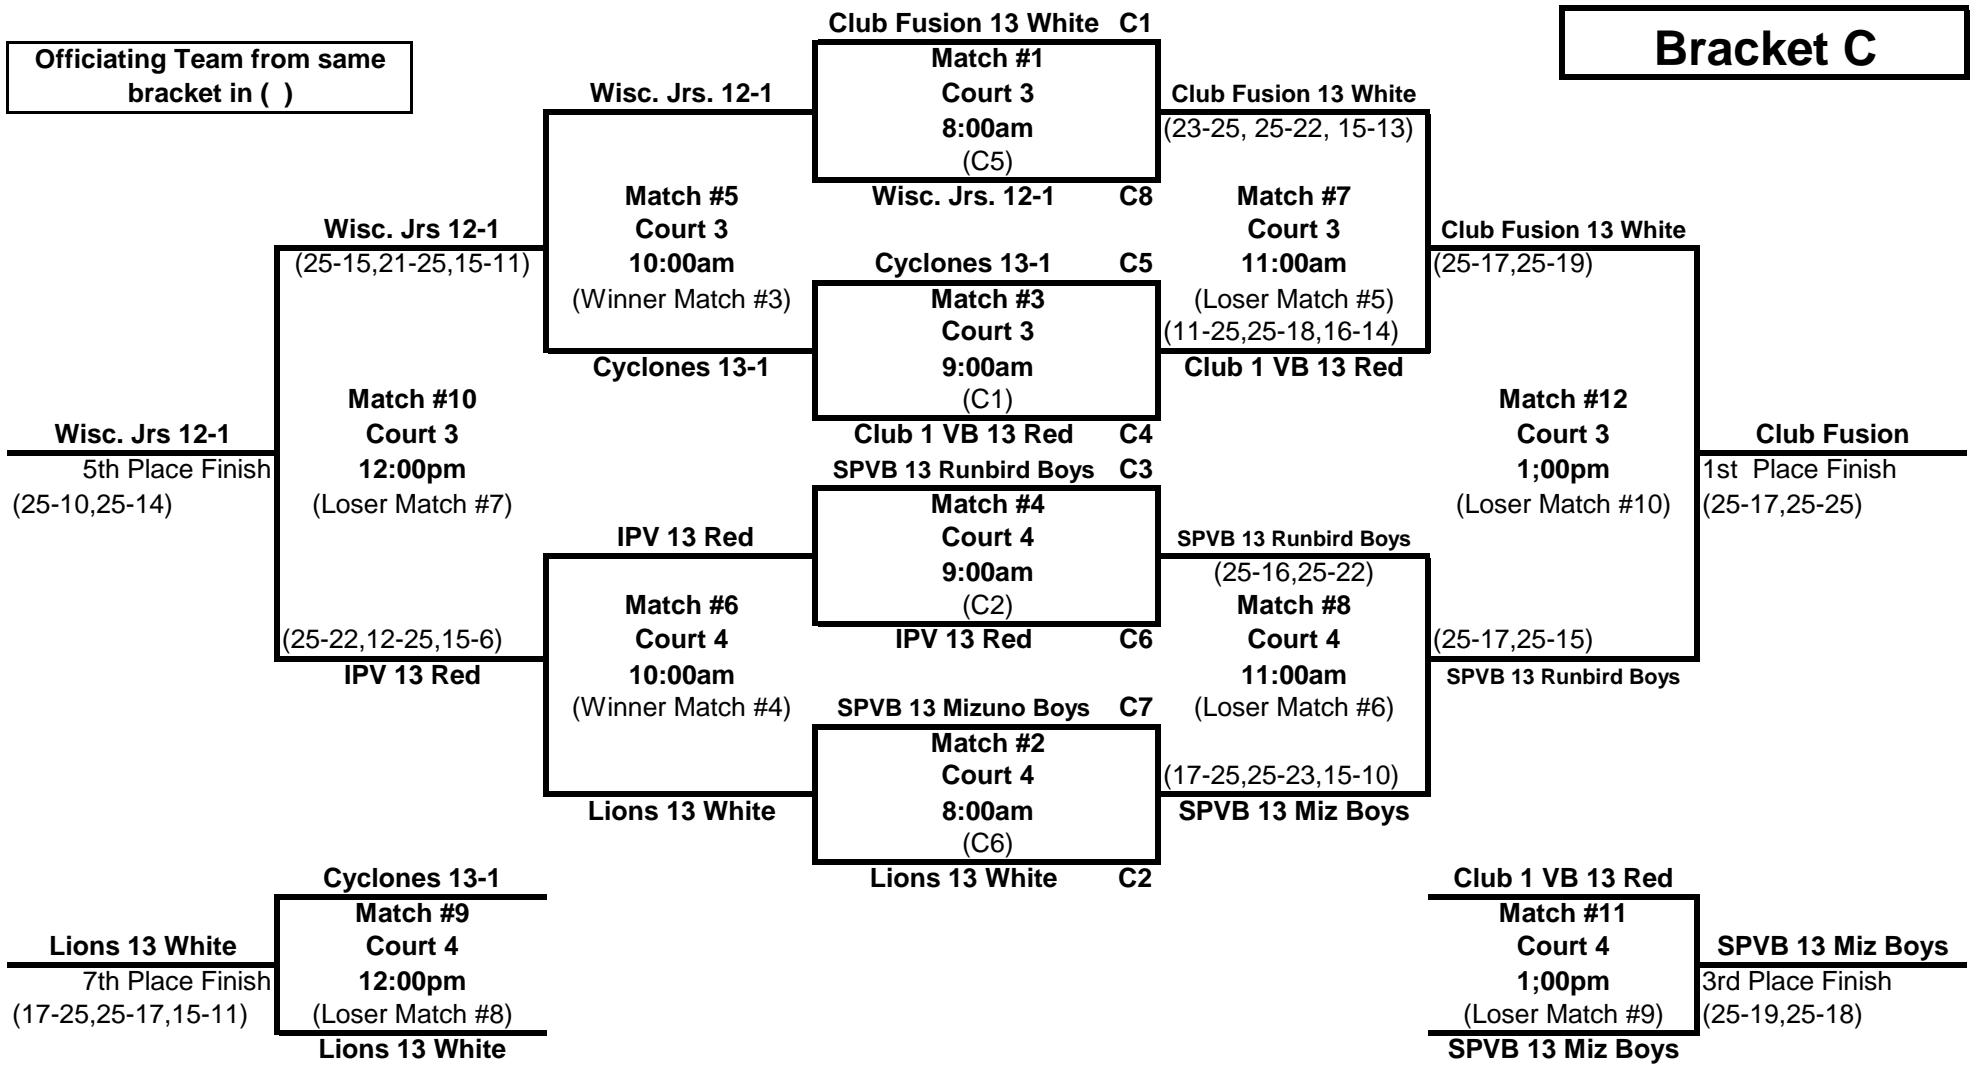 Club Fusion 13 White C1
Bracket C
Officiating Team from same
bracket in ( )
Match #1
Court 3
8:00am
(C5)
Wisc. Jrs. 12-1 C8
Wisc. Jrs. 12-1
Club Fusion 13 White
(23-25, 25-22, 15-13)
Match #5
Court 3
10:00am
(Winner Match #3)
Match #7
Court 3
11:00am
(Loser Match #5)
(11-25,25-18,16-14)
Club 1 VB 13 Red
Wisc. Jrs 12-1
(25-15,21-25,15-11)
Cyclones 13-1 C5
Match #3
Court 3
9:00am
(C1)
Club 1 VB 13 Red C4
Cyclones 13-1
Club Fusion 13 White
(25-17,25-19)
Match #10
Court 3
12:00pm
(Loser Match #7)
Wisc. Jrs 12-1
5th Place Finish
(25-10,25-14)
Match #12
Court 3
1;00pm
(Loser Match #10)
Club Fusion
1st  Place Finish
(25-17,25-25)
SPVB 13 Runbird Boys C3
Match #4
Court 4
9:00am
(C2)
IPV 13 Red C6
IPV 13 Red
SPVB 13 Runbird Boys
(25-16,25-22)
Match #6
Court 4
10:00am
(Winner Match #4)
Match #8
Court 4
11:00am
(Loser Match #6)
(17-25,25-23,15-10)
SPVB 13 Miz Boys
(25-22,12-25,15-6)
IPV 13 Red
(25-17,25-15)
SPVB 13 Runbird Boys
SPVB 13 Mizuno Boys C7
Match #2
Court 4
8:00am
(C6)
Lions 13 White C2
Lions 13 White
Cyclones 13-1
Match #9
Court 4
12:00pm
(Loser Match #8)
Lions 13 White
Lions 13 White
7th Place Finish
(17-25,25-17,15-11)
Club 1 VB 13 Red
Match #11
Court 4
1;00pm
(Loser Match #9)
SPVB 13 Miz Boys
SPVB 13 Miz Boys
3rd Place Finish
(25-19,25-18)